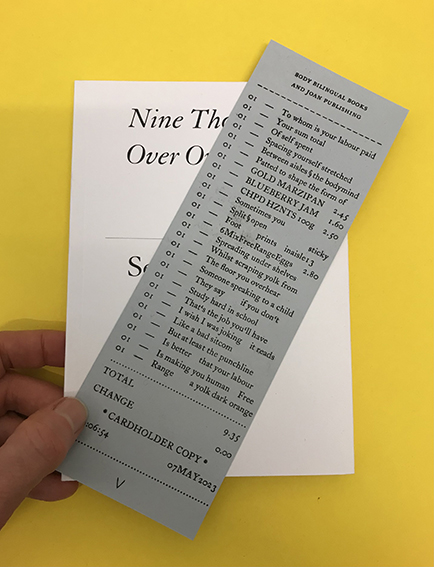 Nine
Over
BODY BILINGUAL BOOKS
AND JOAN PUBLISHING
01 — To whom is your labour paid
01 — Your sum total
01 — Of self spent
01 — Spacing yourself stretched
01 — Between aisles § the bodymind
01 — Patted to shape the form of
01 — GOLD MARZIPAN 2.45
01 — BLUEBERRY JAM 1.60
01 — CHPD HZNTS 100g 2.50
01 — Sometimes you
01 — Split§open sticky
01 — Foot prints inaisle13
01 — 6MixFreeRangeEggs 2.80
01 — Spreading under shelves
01 — Whilst scraping yolk from
01 — The floor you overhear
01 — Someone speaking to a child
01 — They say if you don't
01 — Study hard in school
01 — That's the job you'll have
01 — I wish I was joking it reads
01 — Like a bad sitcom
01 — But at least the punchline
01 — Is better that your labour
01 — Is making you human Free
01 — Range a yolk dark orange
TOTAL 9.35
CHANGE 0.00
*CARDHOLDER COPY*
:06:54 07MAY2023
V